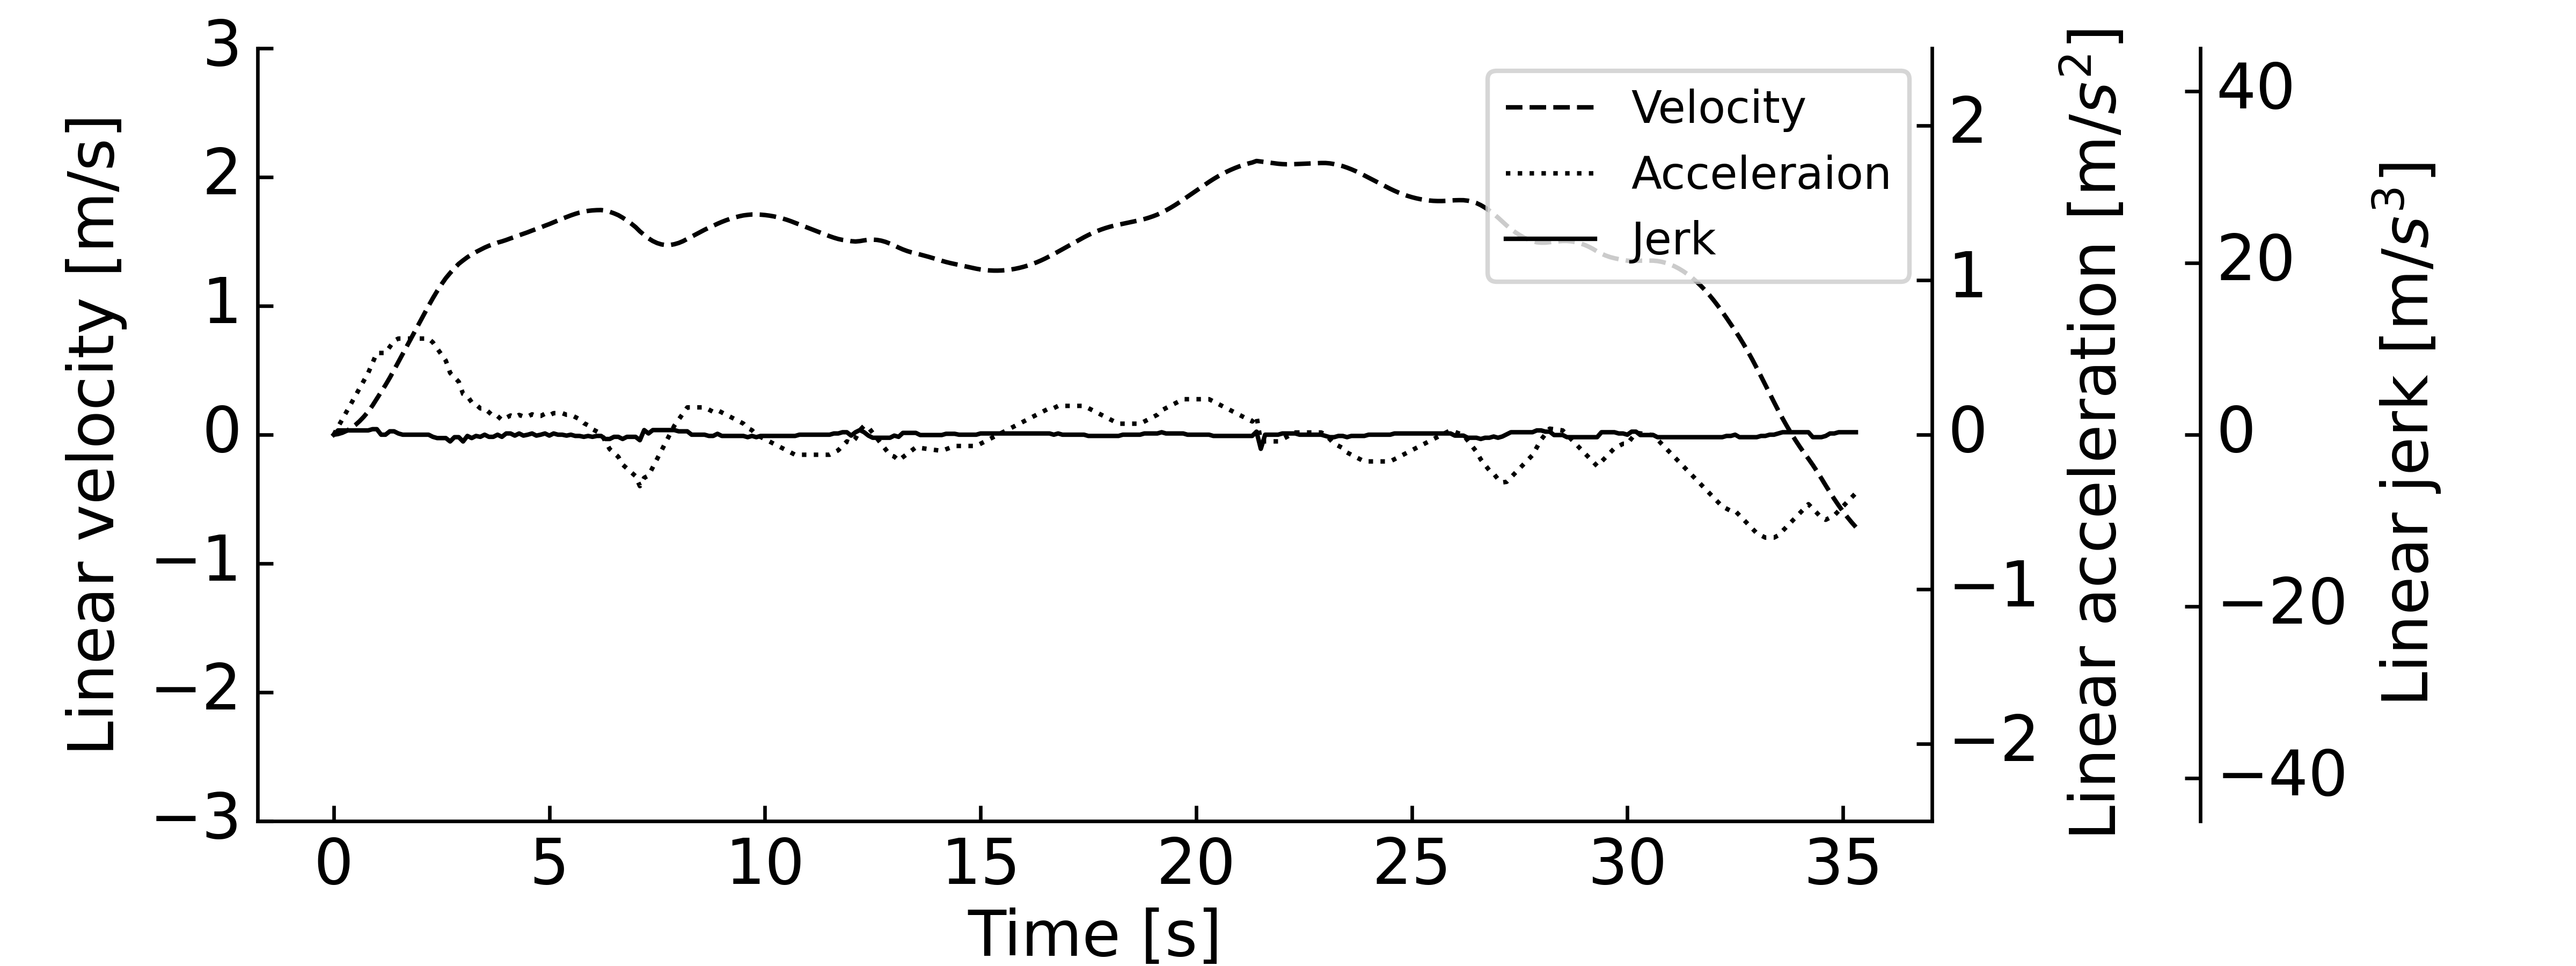 Linear velocity [m/s]
3
2
1
0
−1
−2
−3
0 5 10 15 20 25 30 35
Time [s]
Velocity
Acceleraion
Jerk
2
1
0
−1
−2
Linear acceleration [m/s²]
40
20
0
−20
−40
Linear jerk [m/s³]